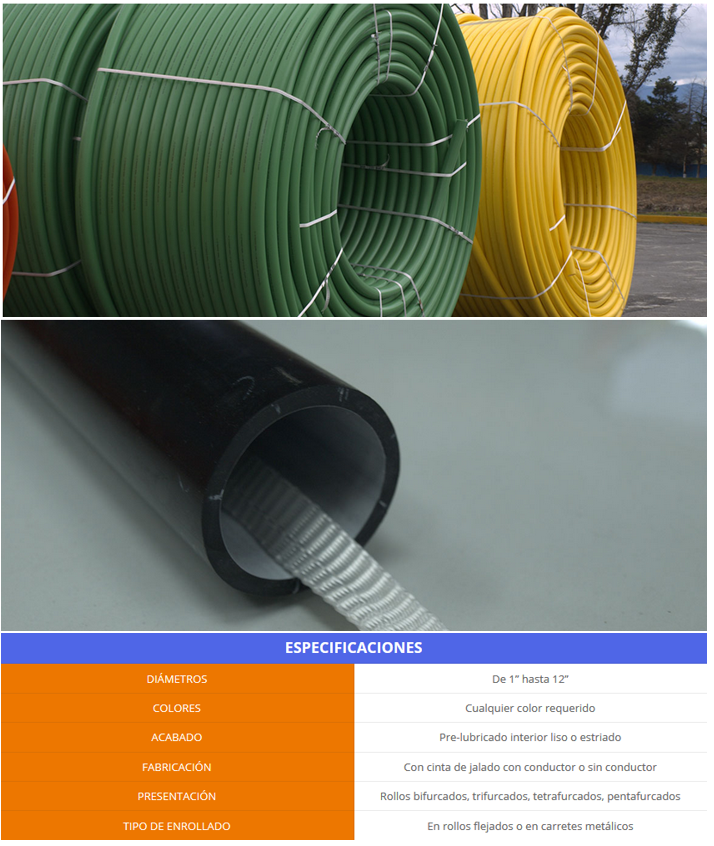 ESPECIFICACIONES
DIÁMETROS De 1” hasta 12”
COLORES Cualquier color requerido
ACABADO Pre-lubricado interior liso o estriado
FABRICACIÓN Con cinta de jalado con conductor o sin conductor
PRESENTACIÓN Rollos bifurcados, trifurcados, tetrafurcados, pentafurcados
TIPO DE ENROLLADO En rollos flejados o en carretes metálicos